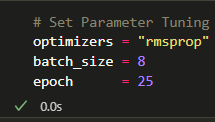 # Set Parameter Tuning
optimizers = "rmsprop"
batch_size = 8
epoch      = 25
✓ 0.0s